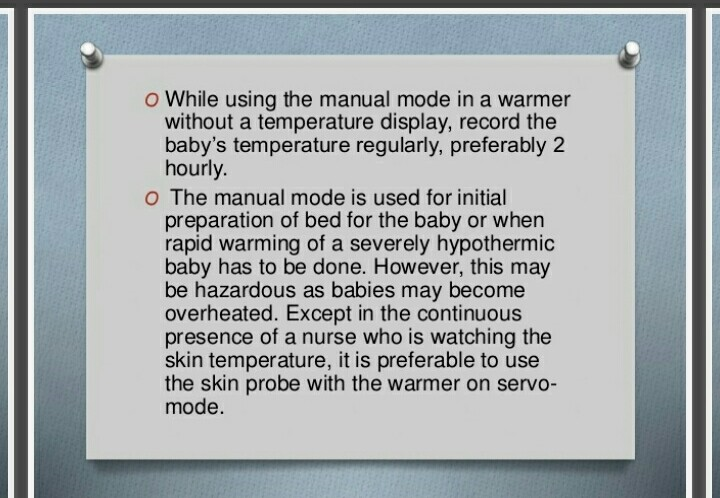 o While using the manual mode in a warmer
without a temperature display, record the
baby's temperature regularly, preferably 2
hourly.
o The manual mode is used for initial
preparation of bed for the baby or when
rapid warming of a severely hypothermic
baby has to be done. However, this may
be hazardous as babies may become
overheated. Except in the continuous
presence of a nurse who is watching the
skin temperature, it is preferable to use
the skin probe with the warmer on servo-
mode.